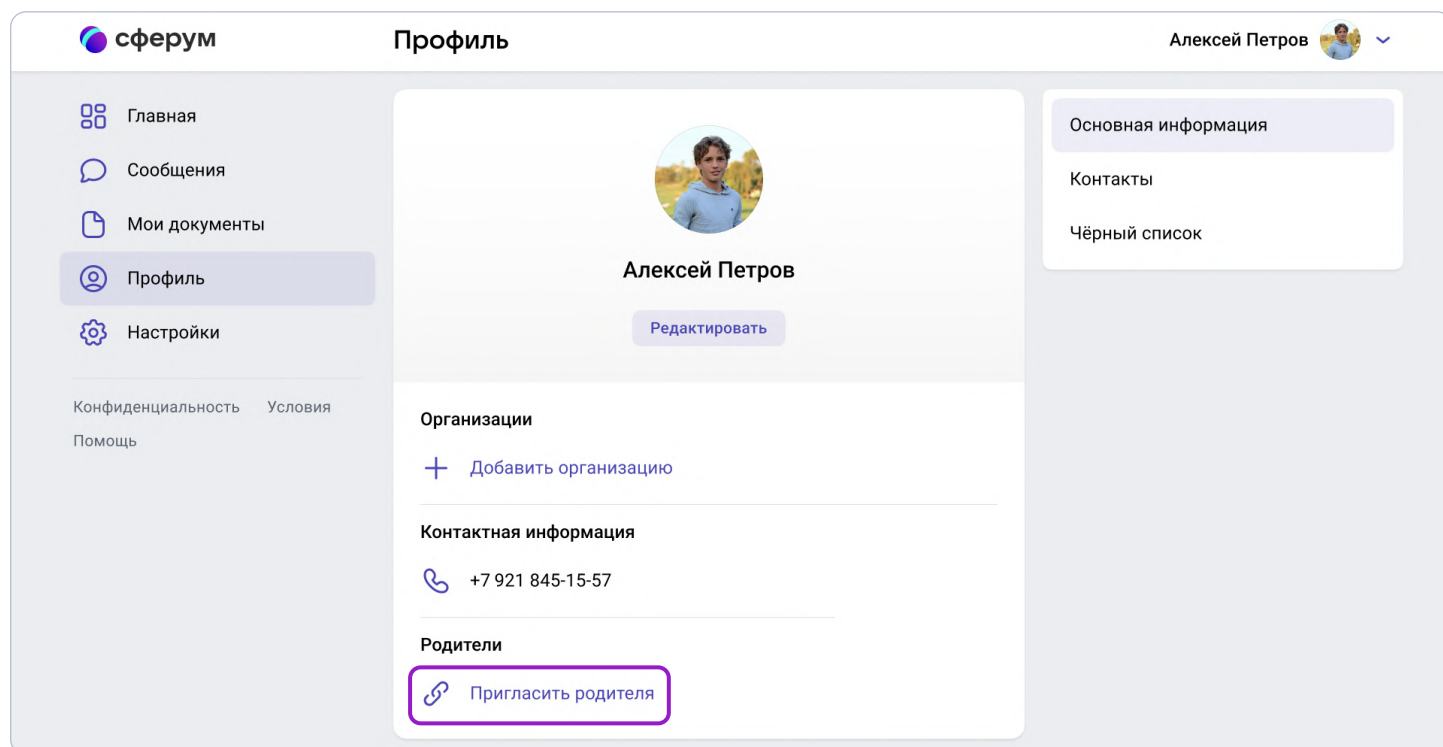 сферум
Профиль
Алексей Петров
Главная
Сообщения
Мои документы
Профиль
Настройки
Конфиденциальность Условия
Помощь
Алексей Петров
Редактировать
Организации
Добавить организацию
Контактная информация
+7 921 845-15-57
Родители
Пригласить родителя
Основная информация
Контакты
Чёрный список